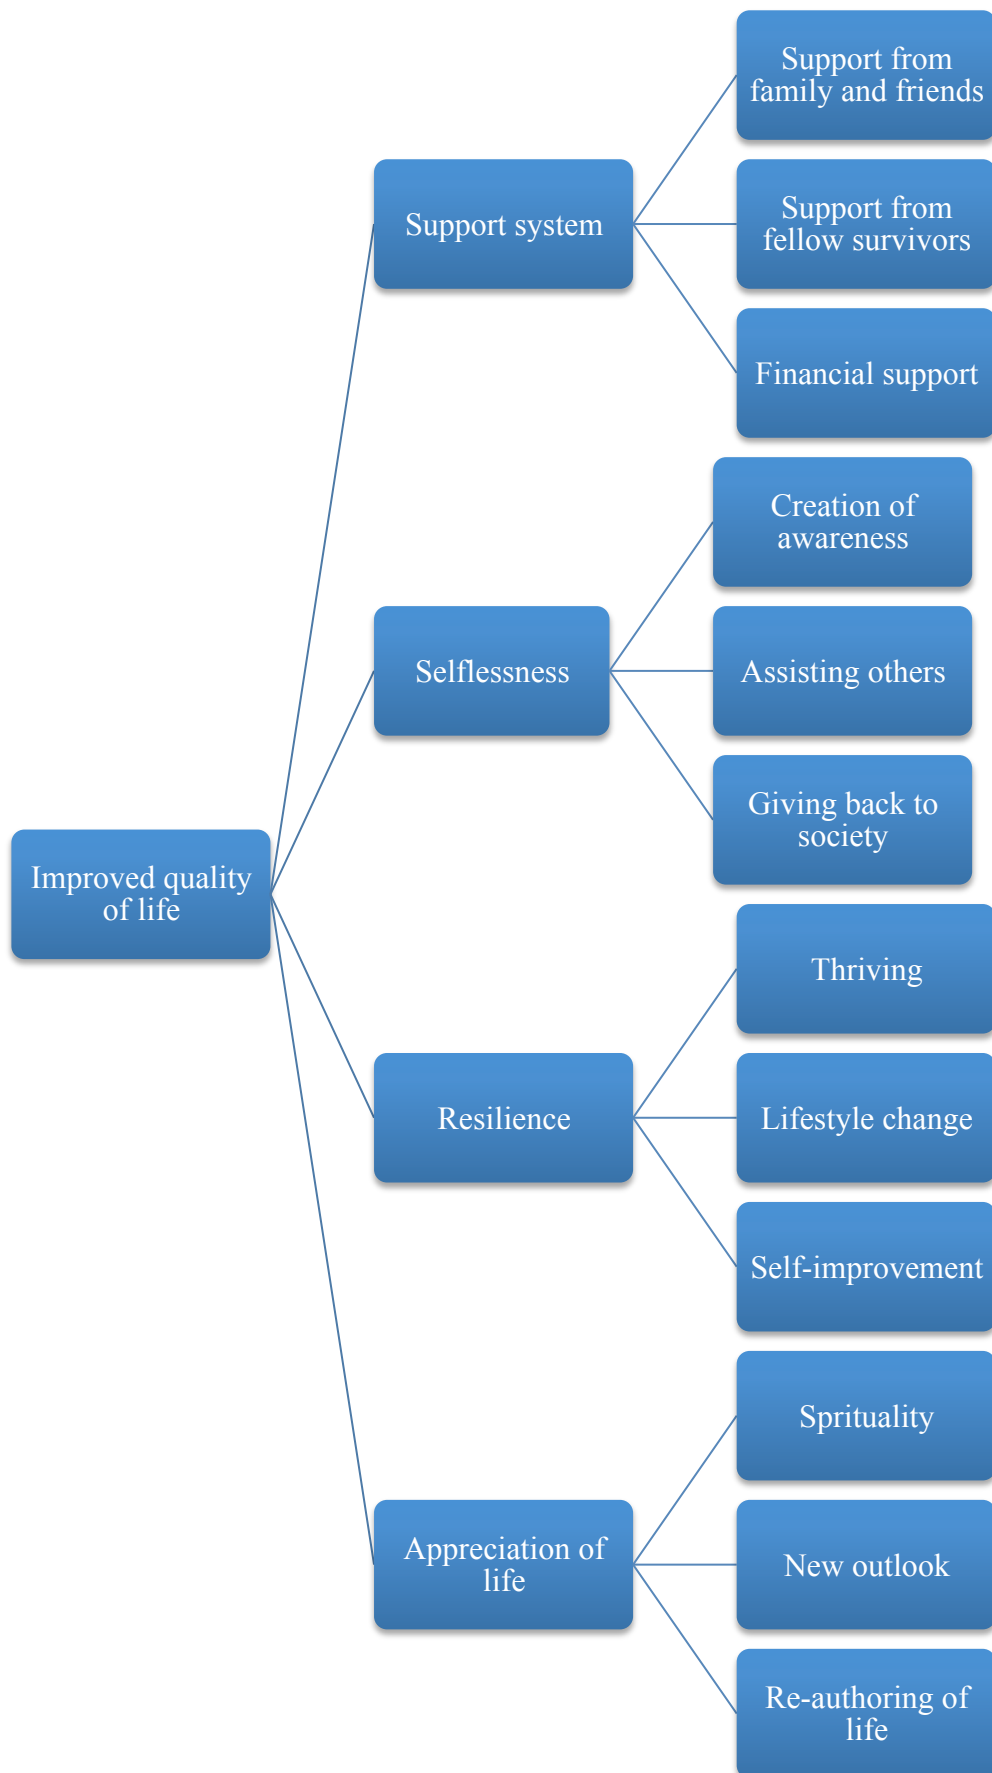 Support from
family and friends
Support system
Support from
fellow survivors
Financial support
Creation of
awareness
Selflessness
Assisting others
Giving back to
society
Improved quality
of life
Thriving
Resilience
Lifestyle change
Self-improvement
Sprituality
Appreciation of
life
New outlook
Re-authoring of
life